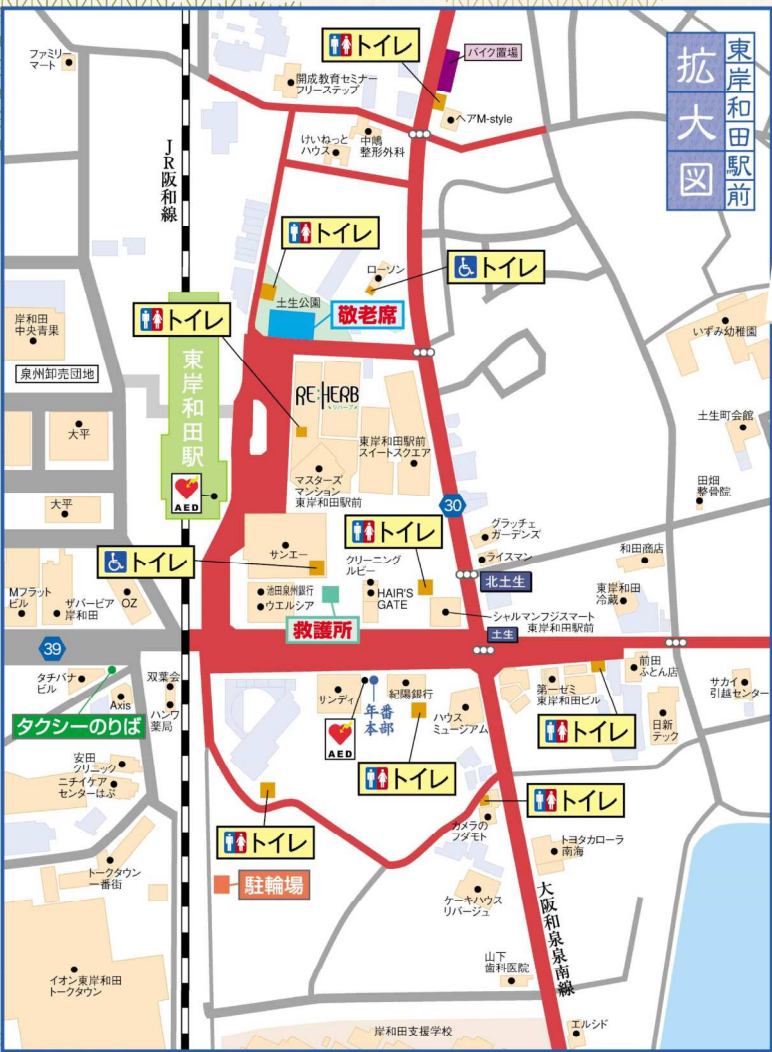 東岸和田駅前
拡大図
ファミリー
マート
トイレ
バイク置場
開成教育セミナー
フリーステップ
ヘアM-style
けいねっと
ハウス
中嶋
整形外科
JR阪和線
トイレ
ローソン
トイレ
土生公園
敬老席
トイレ
岸和田
中央青果
泉州卸売団地
東岸和田駅
いずみ幼稚園
RE:HERB
リハーブ
土生町会館
大平
東岸和田駅前
スイートスクエア
マスターズ
マンション
東岸和田駅前
田畑
整骨院
AED
大平
30
グラッチェ
ガーデンズ
トイレ
サンエー
トイレ
クリーニング
ルビー
ライスマン
和田商店
北土生
Mフラット
ビル
ザバービア
岸和田
OZ
池田泉州銀行
ウエルシア
HAIR'S
GATE
東岸和田
冷蔵
シャルマンフジスマート
東岸和田駅前
救護所
土生
39
タチバナ
ビル
双葉会
Axis
ハンワ
薬局
タクシーのりば
サンディ
年番
本部
紀陽銀行
ハウス
ミュージアム
第一ゼミ
東岸和田ビル
前田
ふとん店
サカイ
引越センター
日新
テック
AED
トイレ
安田
クリニック
ニチイケア
センターはぶ
トイレ
トイレ
トイレ
カメラの
フダモト
トヨタカローラ
南海
トークタウン
一番街
駐輪場
ケーキハウス
リバージュ
大阪和泉泉南線
山下
歯科医院
イオン東岸和田
トークタウン
エルシド
岸和田支援学校